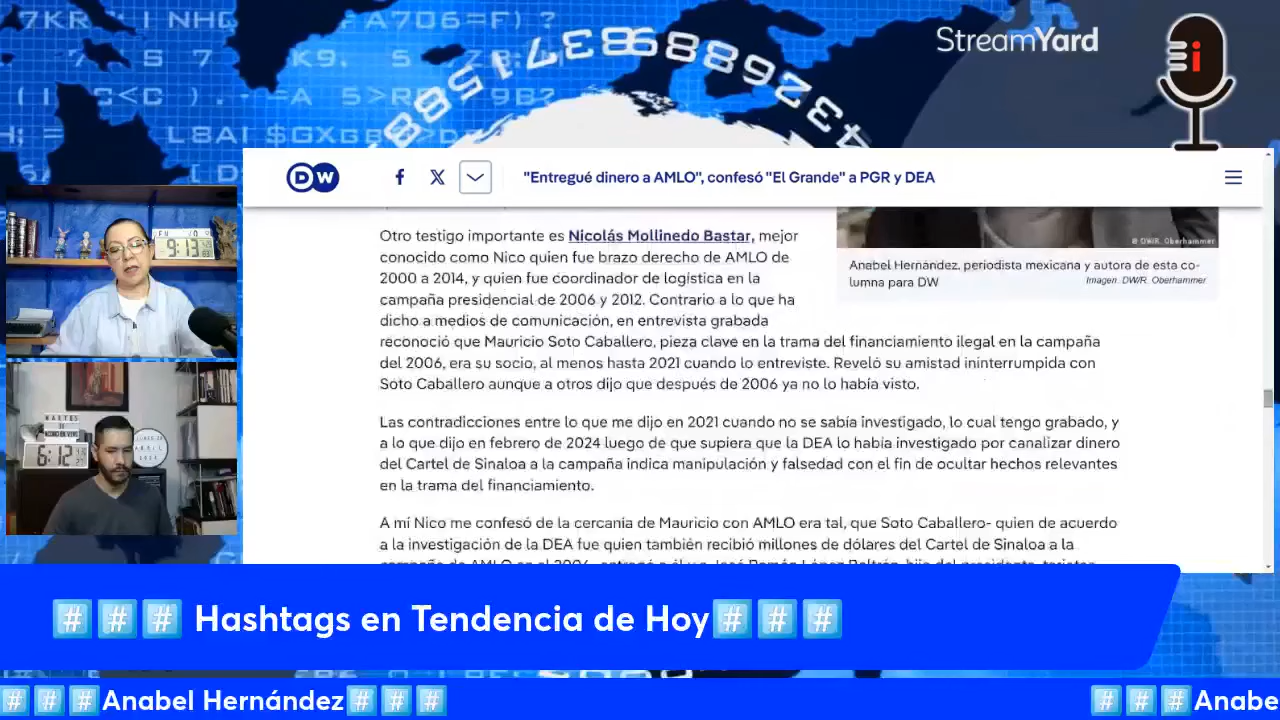 StreamYard
DW
"Entregué dinero a AMLO", confesó "El Grande" a PGR y DEA
Otro testigo importante es Nicolás Mollinedo Bastar, mejor
conocido como Nico quien fue brazo derecho de AMLO de
2000 a 2014, y quien fue coordinador de logística en la
campaña presidencial de 2006 y 2012. Contrario a lo que ha
dicho a medios de comunicación, en entrevista grabada
reconoció que Mauricio Soto Caballero, pieza clave en la trama del financiamiento ilegal en la campaña
del 2006, era su socio, al menos hasta 2021 cuando lo entreviste. Reveló su amistad ininterrumpida con
Soto Caballero aunque a otros dijo que después de 2006 ya no lo había visto.
© DW/R. Oberhammer
Anabel Hernández, periodista mexicana y autora de esta co-
lumna para DW
Imagen: DW/R. Oberhammer
Las contradicciones entre lo que me dijo en 2021 cuando no se sabía investigado, lo cual tengo grabado, y
a lo que dijo en febrero de 2024 luego de que supiera que la DEA lo había investigado por canalizar dinero
del Cartel de Sinaloa a la campaña indica manipulación y falsedad con el fin de ocultar hechos relevantes
en la trama del financiamiento.
A mí Nico me confesó de la cercanía de Mauricio con AMLO era tal, que Soto Caballero- quien de acuerdo
a la investigación de la DEA fue quien también recibió millones de dólares del Cartel de Sinaloa a la
9:13
MARTES
6:12
#️⃣#️⃣#️⃣ Hashtags en Tendencia de Hoy#️⃣#️⃣#️⃣
#️⃣#️⃣#️⃣Anabel Hernández#️⃣#️⃣#️⃣ #️⃣#️⃣#️⃣Anabe